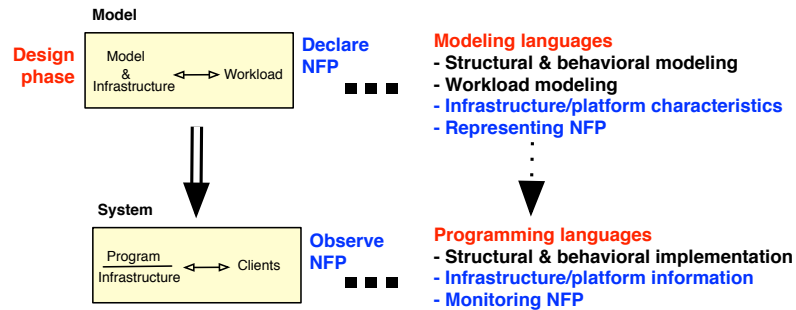 Model
Design
phase
Model
&
Infrastructure
Workload
Declare
NFP
Modeling languages
- Structural & behavioral modeling
- Workload modeling
- Infrastructure/platform characteristics
- Representing NFP
System
Program
Infrastructure
Clients
Observe
NFP
Programming languages
- Structural & behavioral implementation
- Infrastructure/platform information
- Monitoring NFP